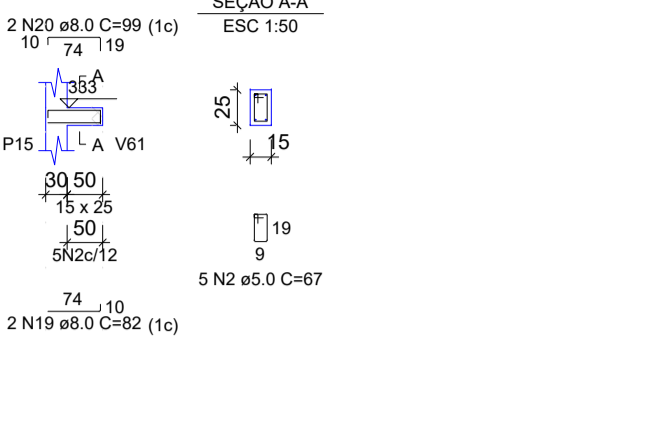 SEÇÃO A-A
ESC 1:50
2 N20 ø8.0 C=99 (1c)
10 74 19
A
333
P15 A V61
30 50
15 x 25
50
5N2c/12
74 10
2 N19 ø8.0 C=82 (1c)
25
15
19
9
5 N2 ø5.0 C=67